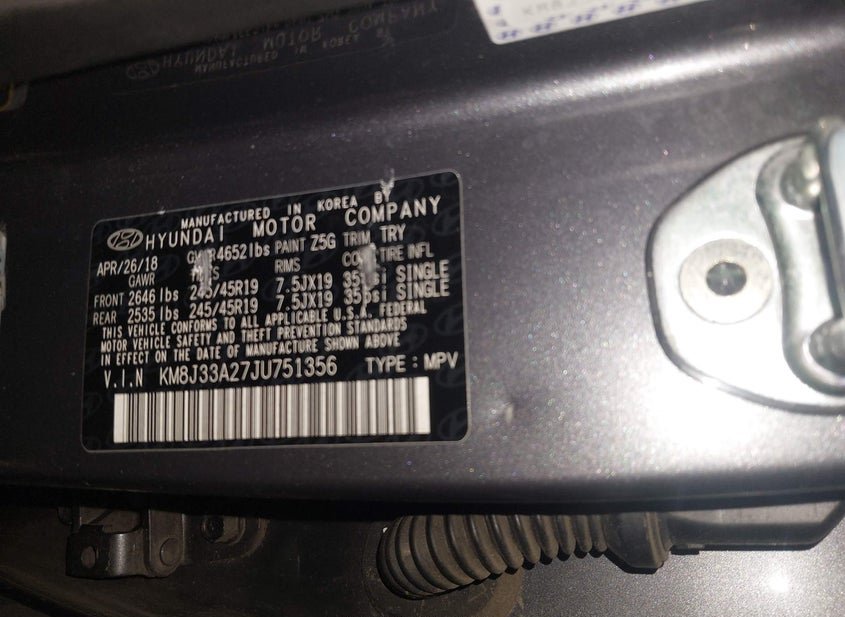 MANUFACTURED IN KOREA BY
HYUNDAI MOTOR COMPANY
APR/26/18 4652lbs PAINT Z5G TRIM TRY
GAWR RIMS TIRE INFL
FRONT 2646 lbs 245/45R19 7.5JX19 SINGLE
REAR 2535 lbs 245/45R19 7.5JX19 35psi SINGLE
THIS VEHICLE CONFORMS TO ALL APPLICABLE U.S.A. FEDERAL
MOTOR VEHICLE SAFETY AND THEFT PREVENTION STANDARDS
IN EFFECT ON THE DATE OF MANUFACTURE SHOWN ABOVE
V.I.N KM8J33A27JU751356 TYPE : MPV